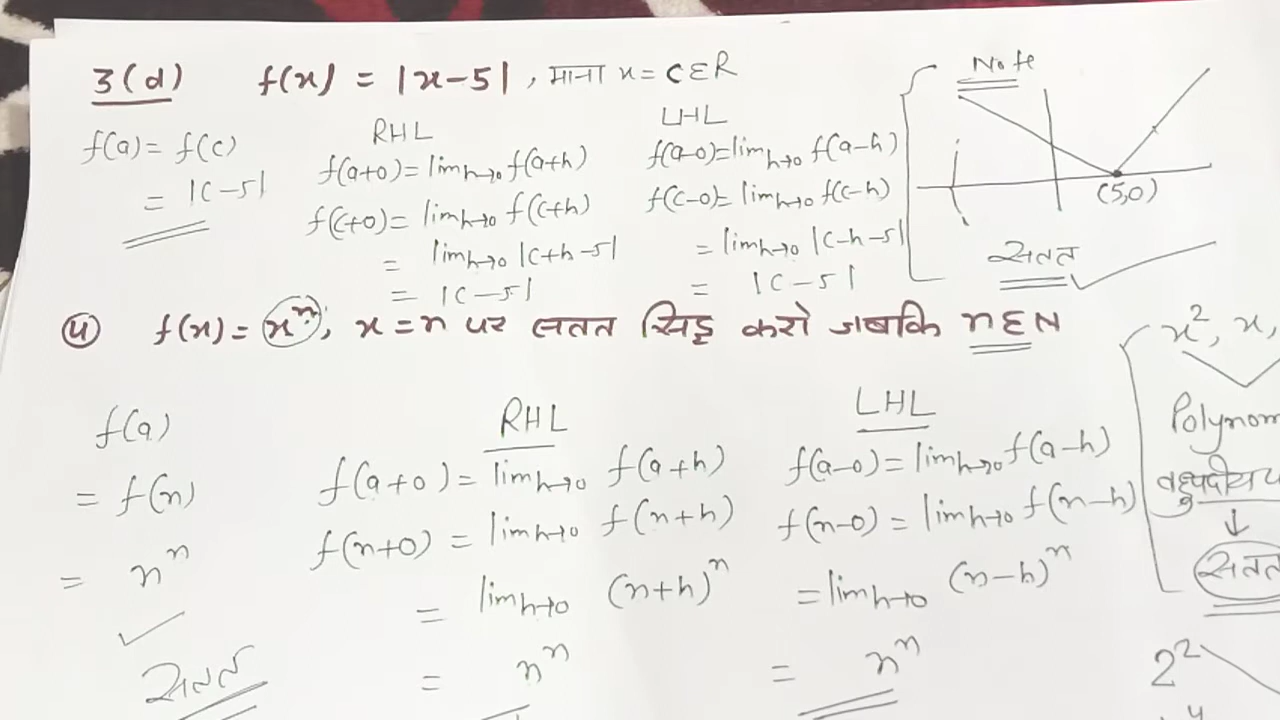 3(d) f(x) = |x-5| , माना x = C∈R
f(a) = f(c)
= |c-5|
RHL
f(a+0) = lim h→0 f(a+h)
f(c+0) = lim h→0 f(c+h)
= lim h→0 |c+h-5|
= |c-5|
LHL
f(a-0) = lim h→0 f(a-h)
f(c-0) = lim h→0 f(c-h)
= lim h→0 |c-h-5|
= |c-5|
Note
(5,0)
सतत
④ f(x) = xⁿ, x = n पर सतत सिद्ध करो जबकि n∈N
f(a)
= f(n)
= nⁿ
सतत
RHL
f(a+0) = lim h→0 f(a+h)
f(n+0) = lim h→0 f(n+h)
= lim h→0 (n+h)ⁿ
= nⁿ
LHL
f(a-0) = lim h→0 f(a-h)
f(n-0) = lim h→0 f(n-h)
= lim h→0 (n-h)ⁿ
= nⁿ
x², x,
Polynom
बहुपदीय
↓
सतत
2²
4